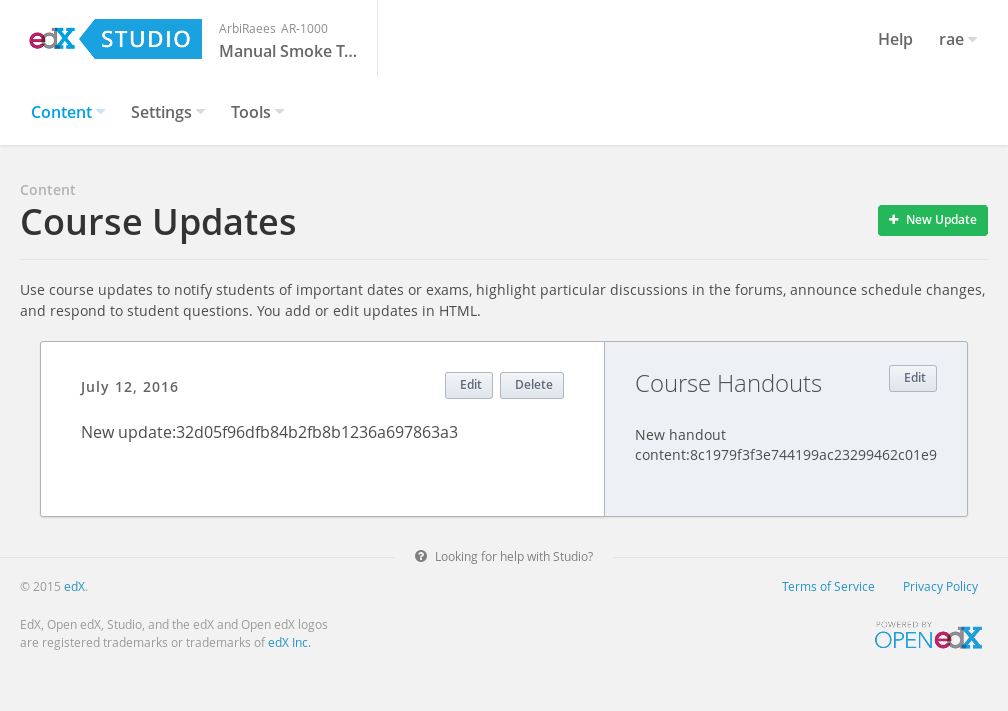 edX STUDIO
ArbiRaees AR-1000
Manual Smoke T...
Help
rae
Content
Settings
Tools
Content
Course Updates
New Update
Use course updates to notify students of important dates or exams, highlight particular discussions in the forums, announce schedule changes,
and respond to student questions. You add or edit updates in HTML.
July 12, 2016
Edit
Delete
New update:32d05f96dfb84b2fb8b1236a697863a3
Course Handouts
Edit
New handout
content:8c1979f3f3e744199ac23299462c01e9
Looking for help with Studio?
© 2015 edX.
Terms of Service
Privacy Policy
EdX, Open edX, Studio, and the edX and Open edX logos
are registered trademarks or trademarks of edX Inc.
POWERED BY
OPEN edX